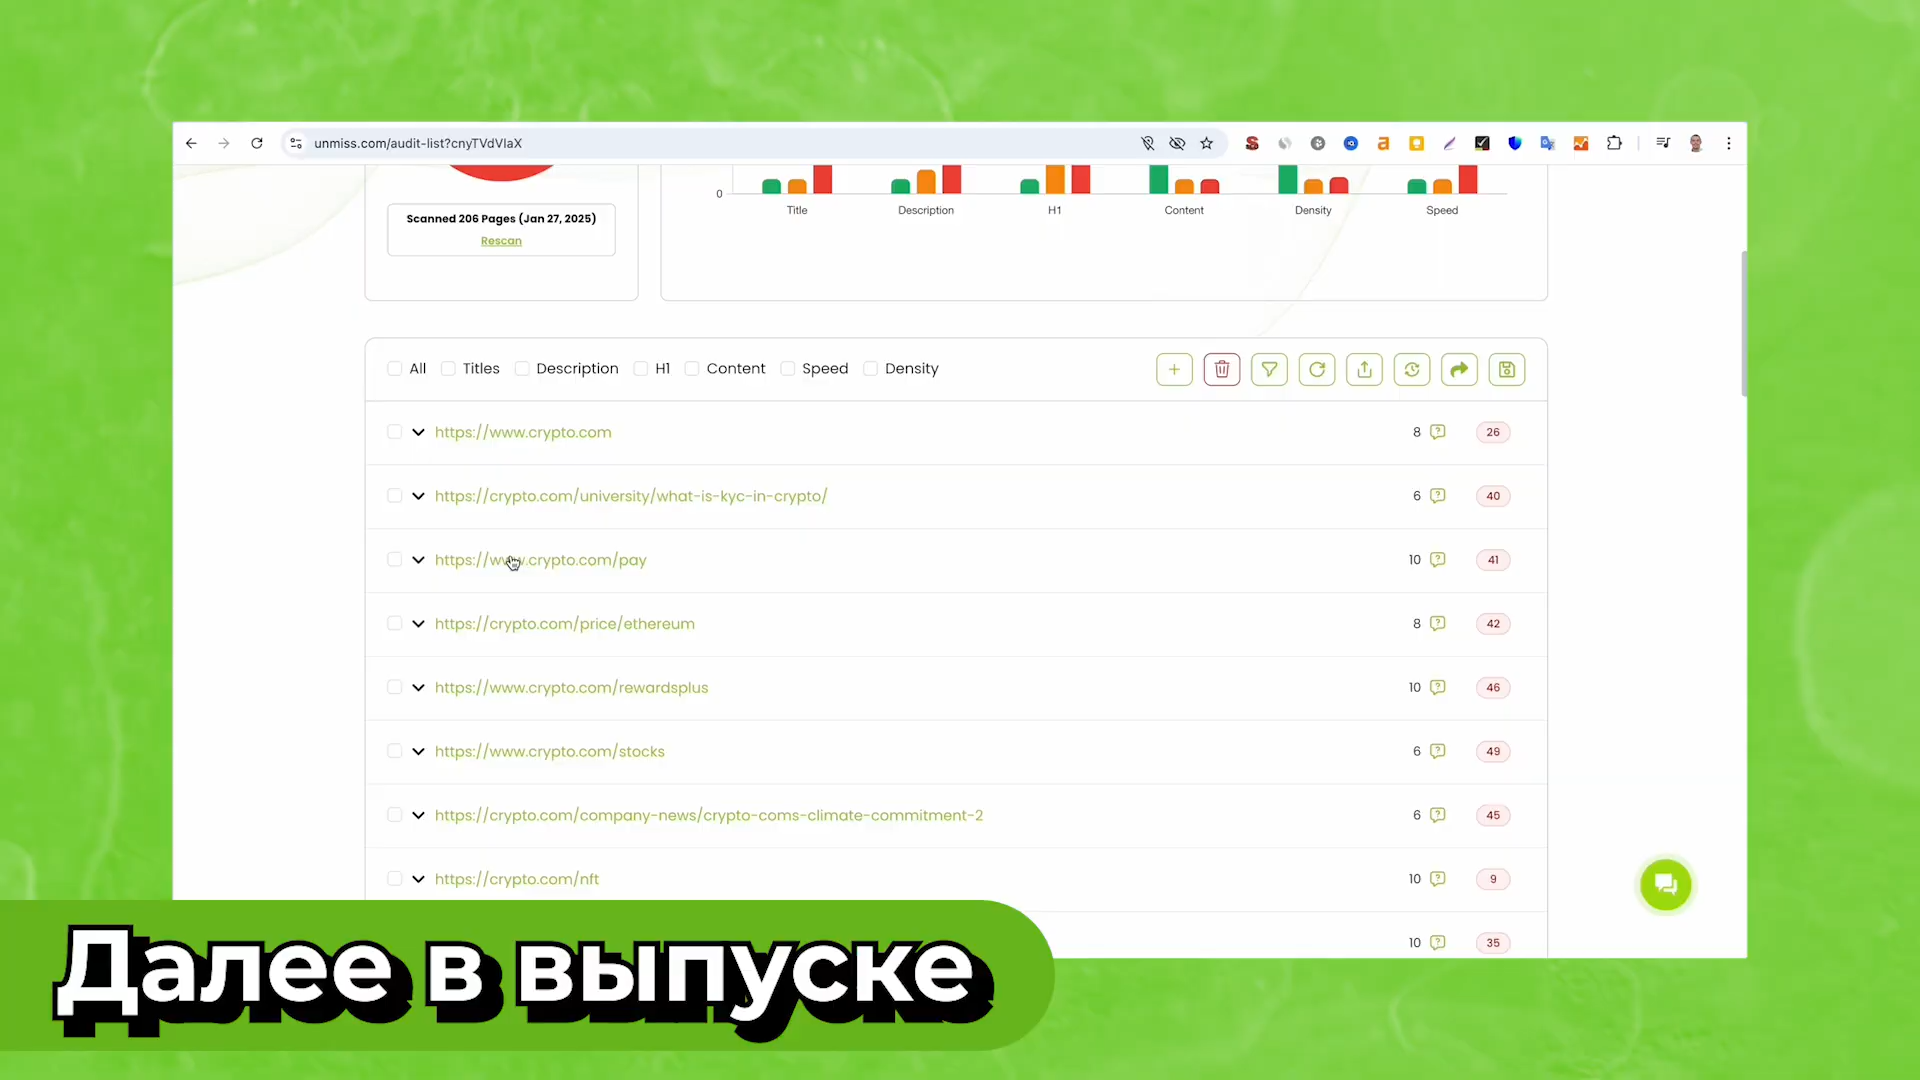 unmiss.com/audit-list?cnyTVdVIaX
0
Title Description H1 Content Density Speed
Scanned 206 Pages (Jan 27, 2025)
Rescan
All Titles Description H1 Content Speed Density
https://www.crypto.com 8 26
https://crypto.com/university/what-is-kyc-in-crypto/ 6 40
https://www.crypto.com/pay 10 41
https://crypto.com/price/ethereum 8 42
https://www.crypto.com/rewardsplus 10 46
https://www.crypto.com/stocks 6 49
https://crypto.com/company-news/crypto-coms-climate-commitment-2 6 45
https://crypto.com/nft 10 9
10 35
Далее в выпуске